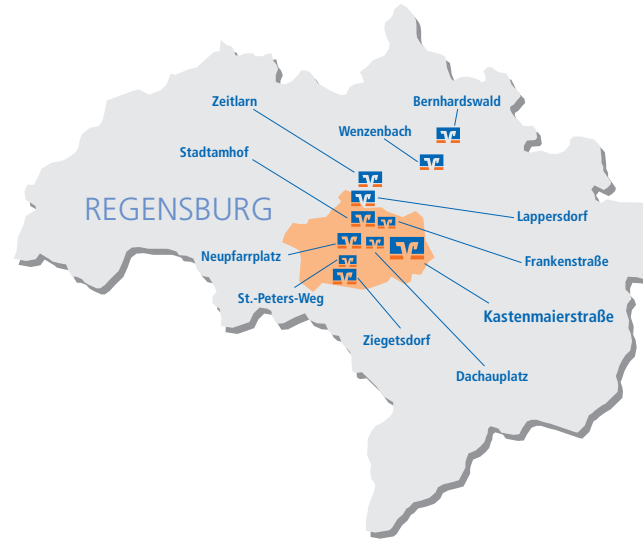 Zeitlarn
Bernhardswald
Wenzenbach
Stadtamhof
REGENSBURG
Lappersdorf
Neupfarrplatz
Frankenstraße
St.-Peters-Weg
Kastenmaierstraße
Ziegetsdorf
Dachauplatz